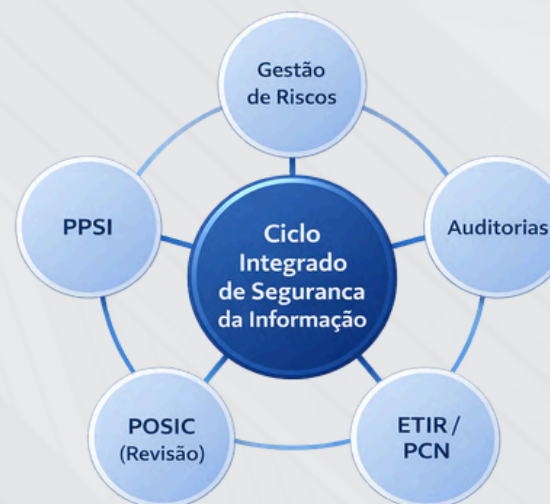 Gestão
de Riscos
PPSI
Ciclo
Integrado
de Seguranca
da Informação
Auditorias
POSIC
(Revisão)
ETIR /
PCN